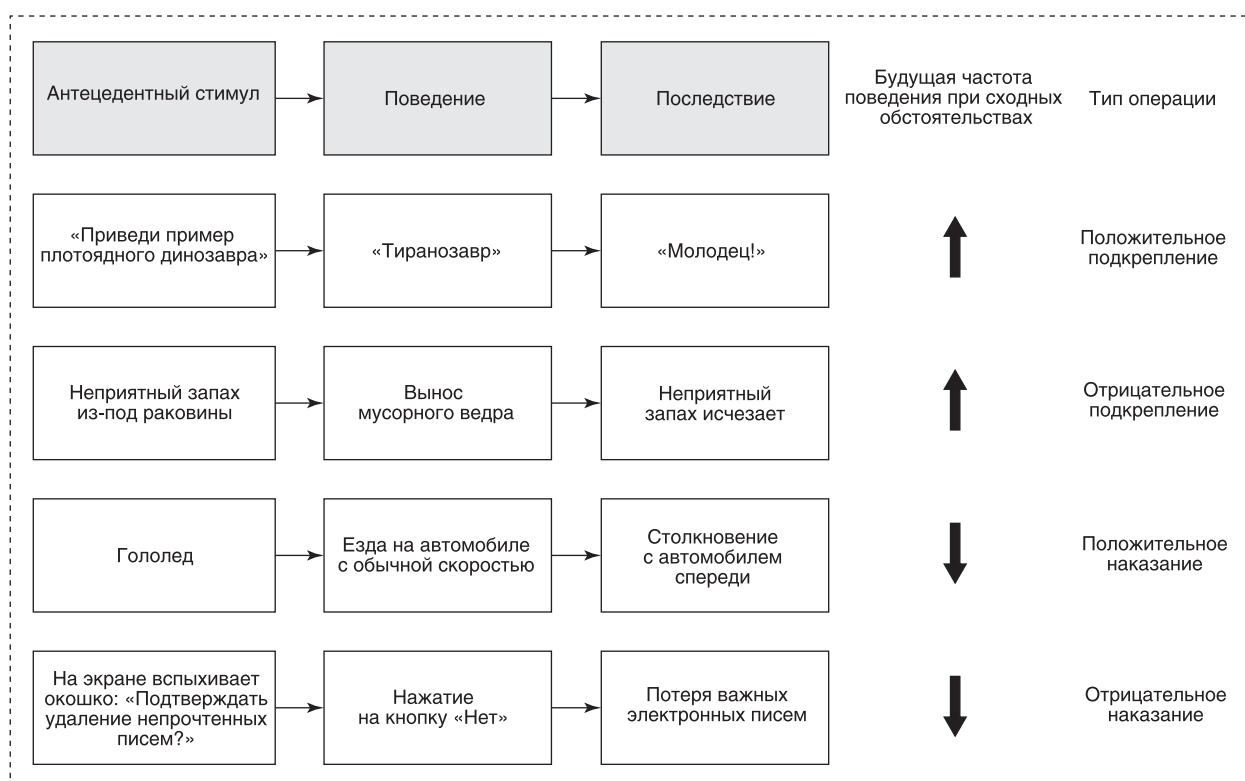 Антецедентный стимул
Поведение
Последствие
Будущая частота
поведения при сходных
обстоятельствах
Тип операции
«Приведи пример
плотоядного динозавра»
«Тиранозавр»
«Молодец!»
Положительное
подкрепление
Неприятный запах
из-под раковины
Вынос
мусорного ведра
Неприятный
запах исчезает
Отрицательное
подкрепление
Гололед
Езда на автомобиле
с обычной скоростью
Столкновение
с автомобилем
спереди
Положительное
наказание
На экране вспыхивает
окошко: «Подтверждать
удаление непрочтенных
писем?»
Нажатие
на кнопку «Нет»
Потеря важных
электронных писем
Отрицательное
наказание